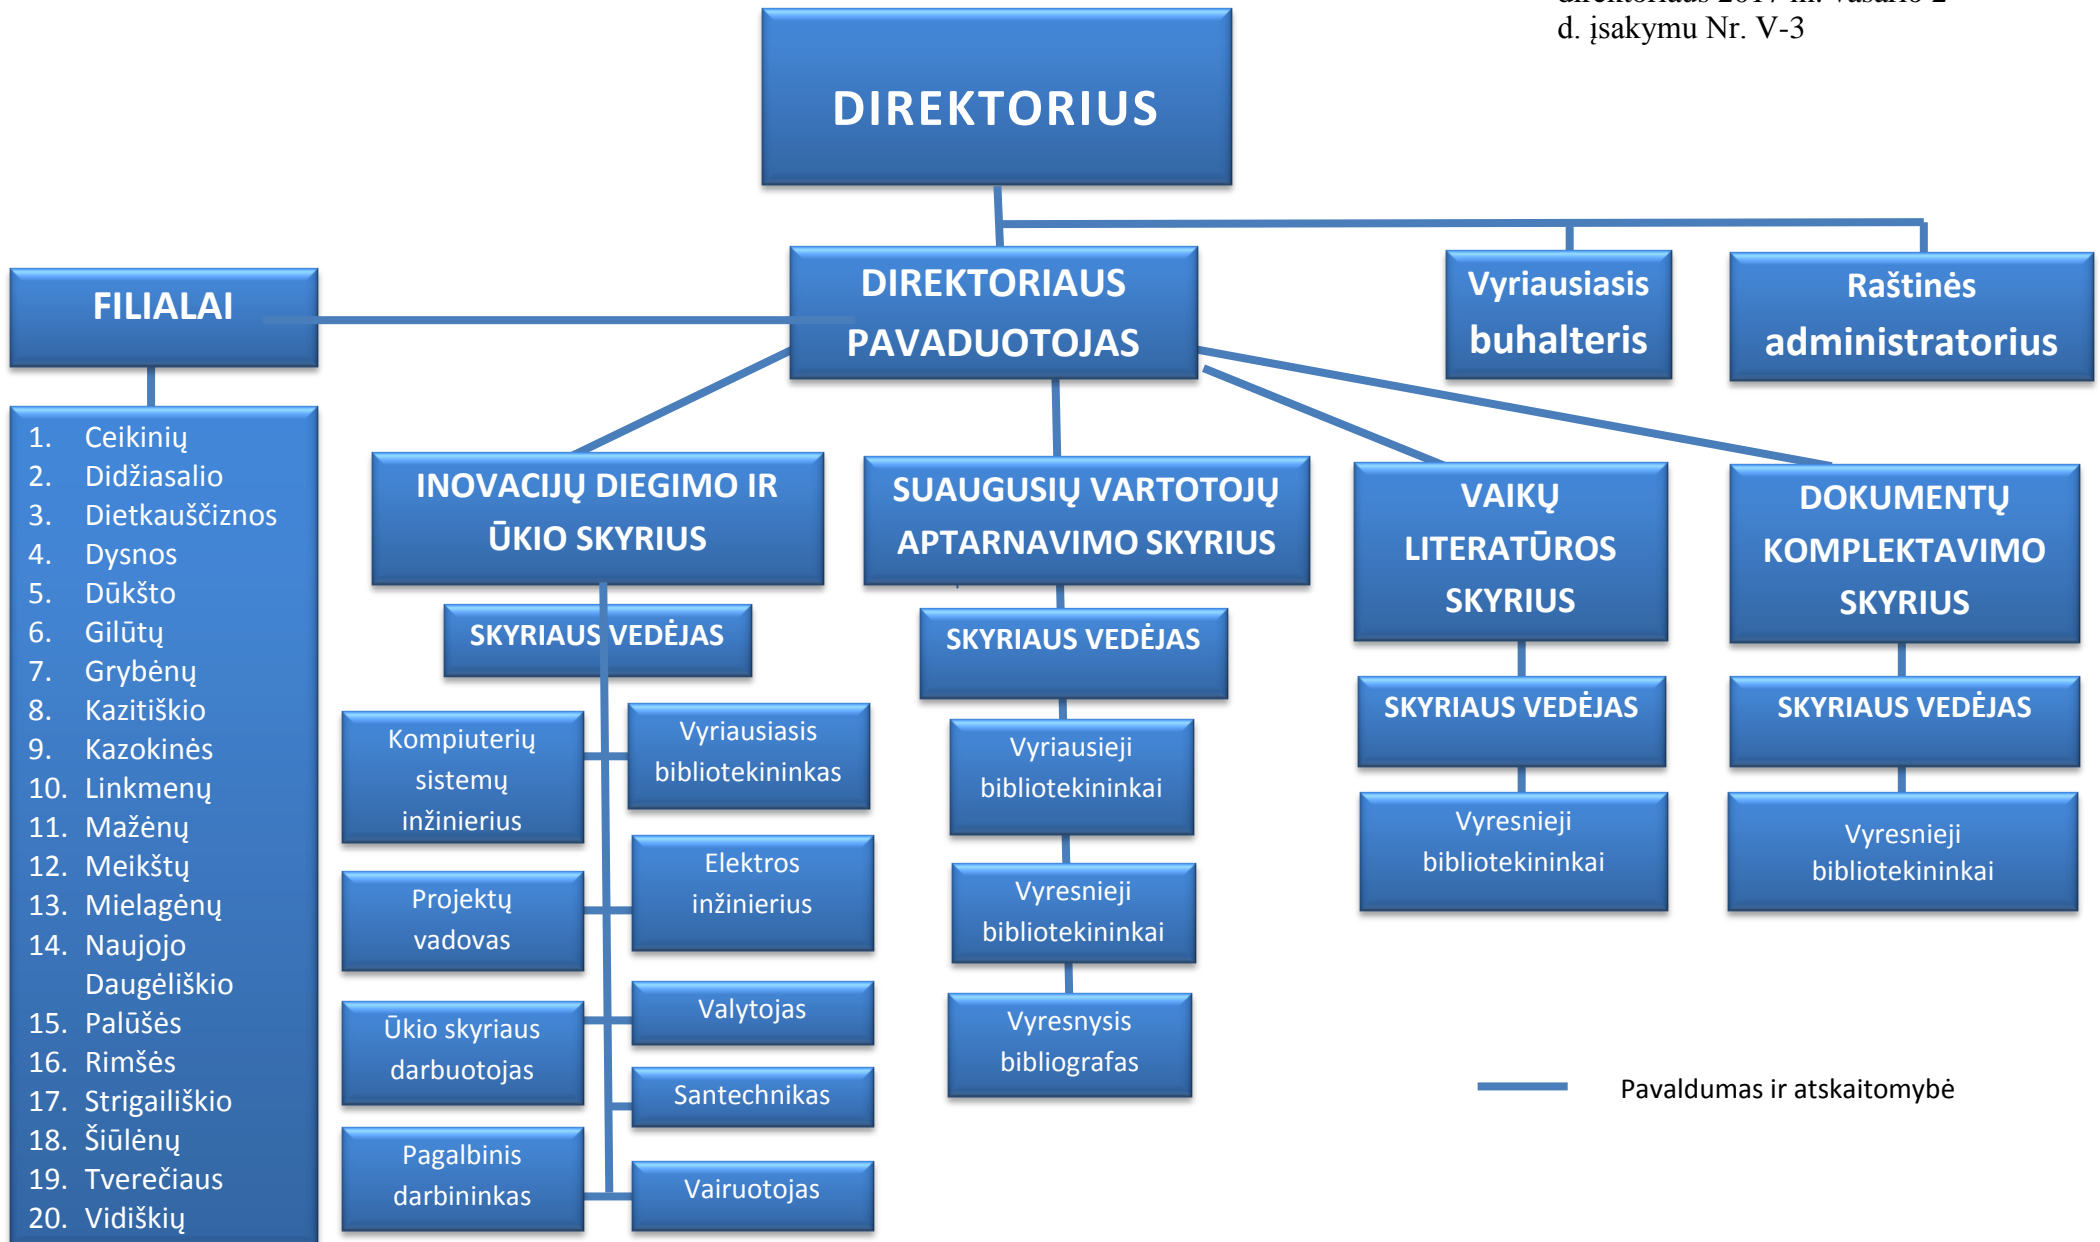 direktoriaus 2017 m. vasario 2
d. įsakymu Nr. V-3
DIREKTORIUS
FILIALAI
DIREKTORIAUS
PAVADUOTOJAS
Vyriausiasis
buhalteris
Raštinės
administratorius
1. Ceikinių
2. Didžiasalio
3. Dietkauščiznos
4. Dysnos
5. Dūkšto
6. Gilūtų
7. Grybėnų
8. Kazitiškio
9. Kazokinės
10. Linkmenų
11. Mažėnų
12. Meikštų
13. Mielagėnų
14. Naujojo
Daugėliškio
15. Palūšės
16. Rimšės
17. Strigailiškio
18. Šiūlėnų
19. Tverečiaus
20. Vidiškių
INOVACIJŲ DIEGIMO IR
ŪKIO SKYRIUS
SKYRIAUS VEDĖJAS
Kompiuterių
sistemų
inžinierius
Vyriausiasis
bibliotekininkas
Projektų
vadovas
Elektros
inžinierius
Ūkio skyriaus
darbuotojas
Valytojas
Santechnikas
Pagalbinis
darbininkas
Vairuotojas
SUAUGUSIŲ VARTOTOJŲ
APTARNAVIMO SKYRIUS
SKYRIAUS VEDĖJAS
Vyriausieji
bibliotekininkai
Vyresnieji
bibliotekininkai
Vyresnysis
bibliografas
VAIKŲ
LITERATŪROS
SKYRIUS
SKYRIAUS VEDĖJAS
Vyresnieji
bibliotekininkai
DOKUMENTŲ
KOMPLEKTAVIMO
SKYRIUS
SKYRIAUS VEDĖJAS
Vyresnieji
bibliotekininkai
Pavaldumas ir atskaitomybė